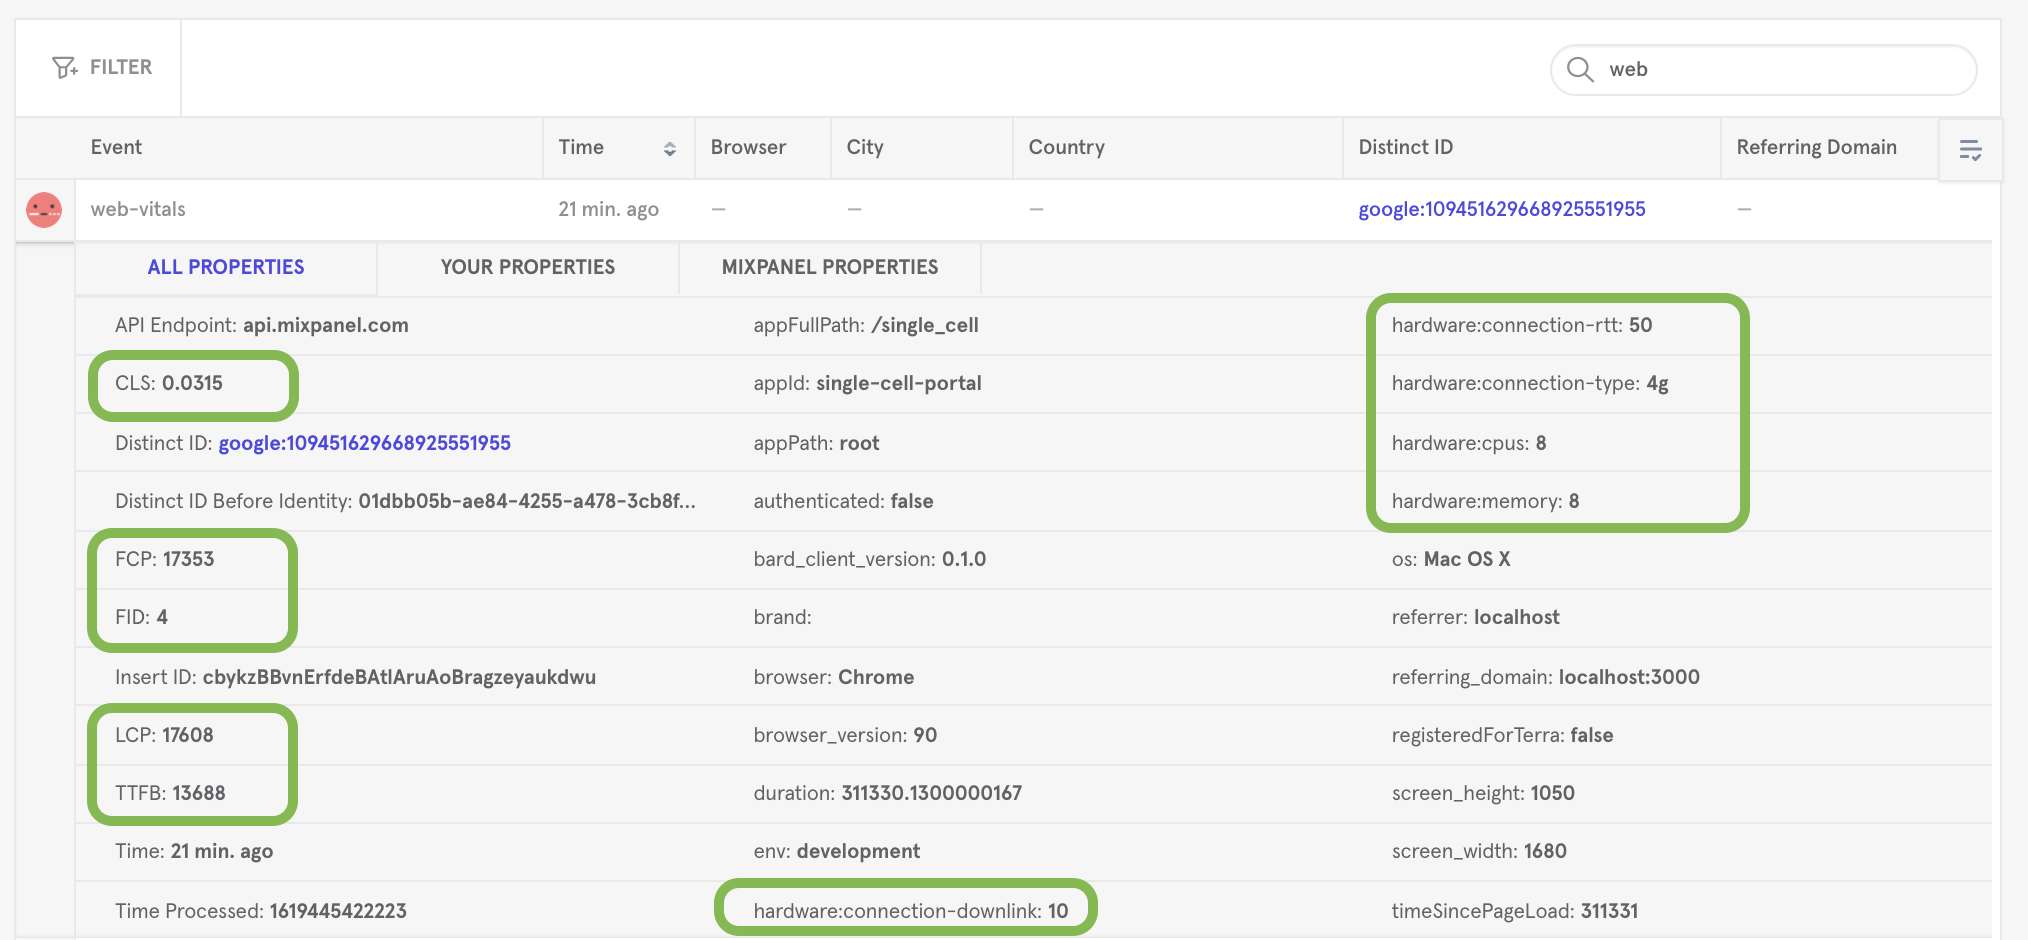 FILTER
web
Event Time Browser City Country Distinct ID Referring Domain
web-vitals 21 min. ago — — — google:109451629668925551955 —
ALL PROPERTIES YOUR PROPERTIES MIXPANEL PROPERTIES
API Endpoint: api.mixpanel.com appFullPath: /single_cell hardware:connection-rtt: 50
CLS: 0.0315 appId: single-cell-portal hardware:connection-type: 4g
Distinct ID: google:109451629668925551955 appPath: root hardware:cpus: 8
Distinct ID Before Identity: 01dbb05b-ae84-4255-a478-3cb8f... authenticated: false hardware:memory: 8
FCP: 17353 bard_client_version: 0.1.0 os: Mac OS X
FID: 4 brand: referrer: localhost
Insert ID: cbykzBBvnErfdeBAtlAruAoBragzeyaukdwu browser: Chrome referring_domain: localhost:3000
LCP: 17608 browser_version: 90 registeredForTerra: false
TTFB: 13688 duration: 311330.1300000167 screen_height: 1050
Time: 21 min. ago env: development screen_width: 1680
Time Processed: 1619445422223 hardware:connection-downlink: 10 timeSincePageLoad: 311331